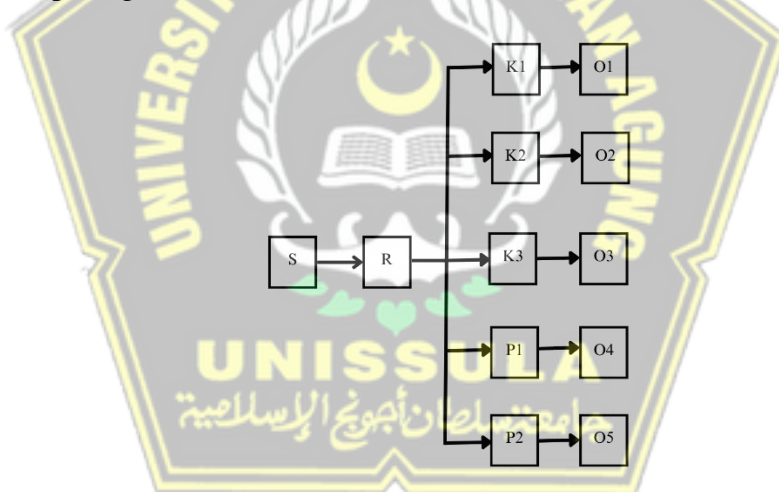 K1 O1
K2 O2
S R K3 O3
P1 O4
P2 O5
UNISSULA
جامعة سلطان أجونج الإسلامية